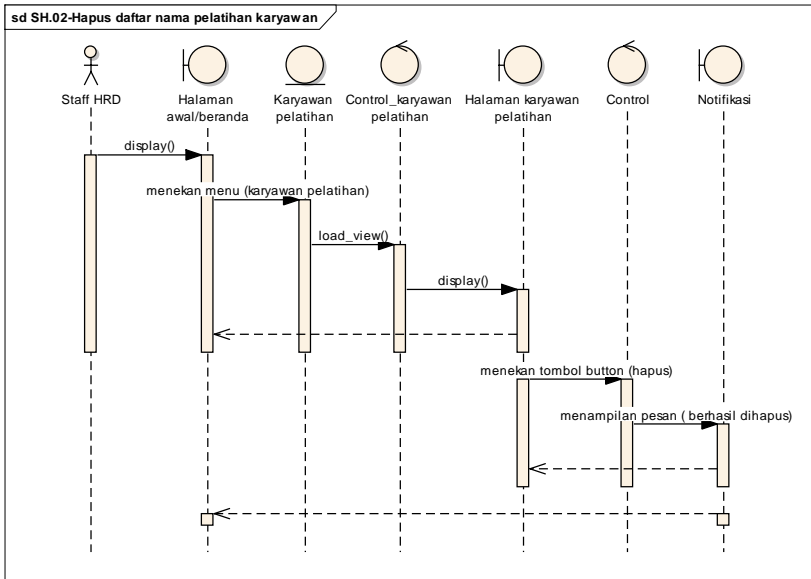 sd SH.02-Hapus daftar nama pelatihan karyawan
Staff HRD
Halaman
awal/beranda
Karyawan
pelatihan
Control_karyawan
pelatihan
Halaman karyawan
pelatihan
Control
Notifikasi
display()
menekan menu (karyawan pelatihan)
load_view()
display()
menekan tombol button (hapus)
menampilan pesan ( berhasil dihapus)